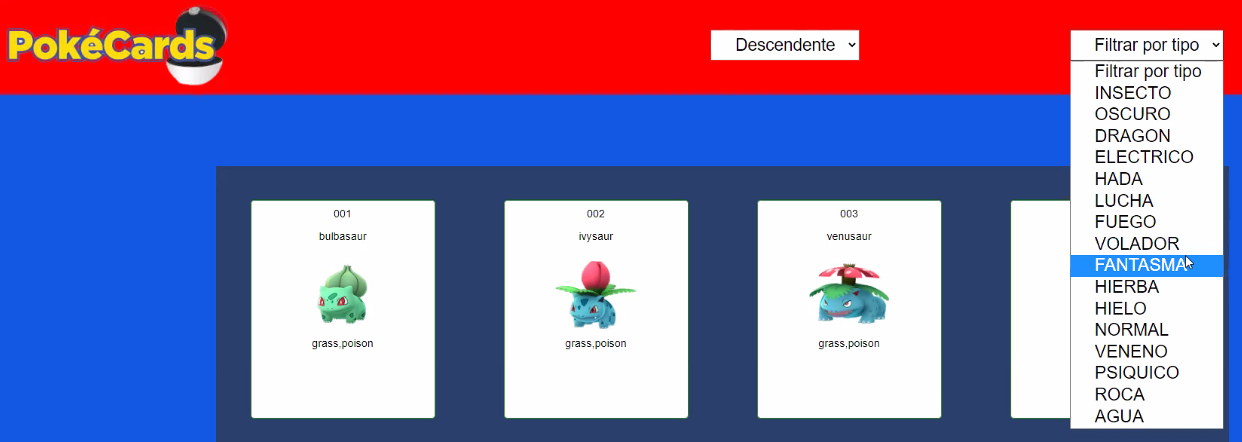 PokéCards
Descendente
Filtrar por tipo
Filtrar por tipo
INSECTO
OSCURO
DRAGON
ELECTRICO
HADA
LUCHA
FUEGO
VOLADOR
FANTASMA
HIERBA
HIELO
NORMAL
VENENO
PSIQUICO
ROCA
AGUA
001
bulbasaur
grass,poison
002
ivysaur
grass,poison
003
venusaur
grass,poison